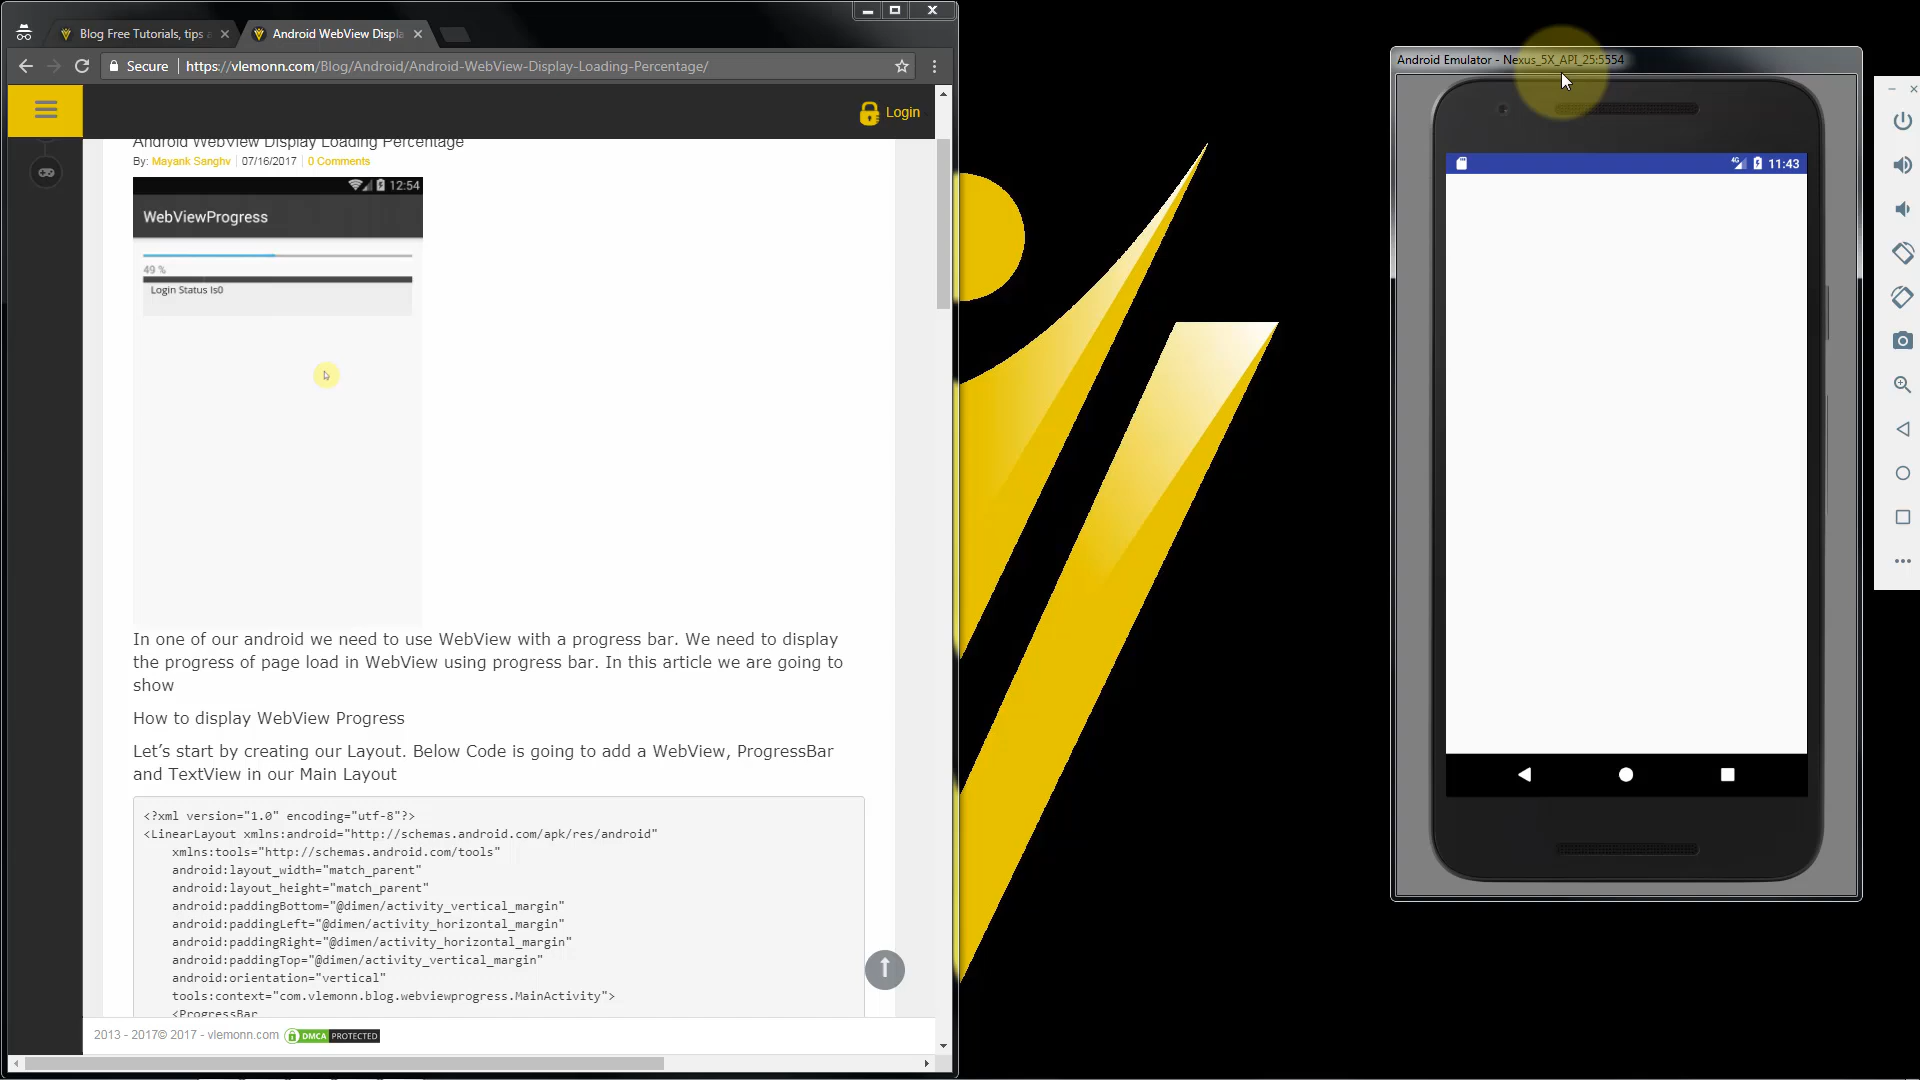 Blog Free Tutorials, tips
Android WebView Displ
Secure
https://vlemonn.com/Blog/Android/Android-WebView-Display-Loading-Percentage/
Login
Android WebView Display Loading Percentage
By: Mayank Sanghv
07/16/2017
0 Comments
12:54
WebViewProgress
49 %
Login Status Is0
In one of our android we need to use WebView with a progress bar. We need to display
the progress of page load in WebView using progress bar. In this article we are going to
show
How to display WebView Progress
Let’s start by creating our Layout. Below Code is going to add a WebView, ProgressBar
and TextView in our Main Layout
<?xml version="1.0" encoding="utf-8"?>
<LinearLayout xmlns:android="http://schemas.android.com/apk/res/android"
xmlns:tools="http://schemas.android.com/tools"
android:layout_width="match_parent"
android:layout_height="match_parent"
android:paddingBottom="@dimen/activity_vertical_margin"
android:paddingLeft="@dimen/activity_horizontal_margin"
android:paddingRight="@dimen/activity_horizontal_margin"
android:paddingTop="@dimen/activity_vertical_margin"
android:orientation="vertical"
tools:context="com.vlemonn.blog.webviewprogress.MainActivity">
<ProgressBar
2013 - 2017© 2017 - vlemonn.com
DMCA PROTECTED
Android Emulator - Nexus_5X_API_25:5554
4G
11:43